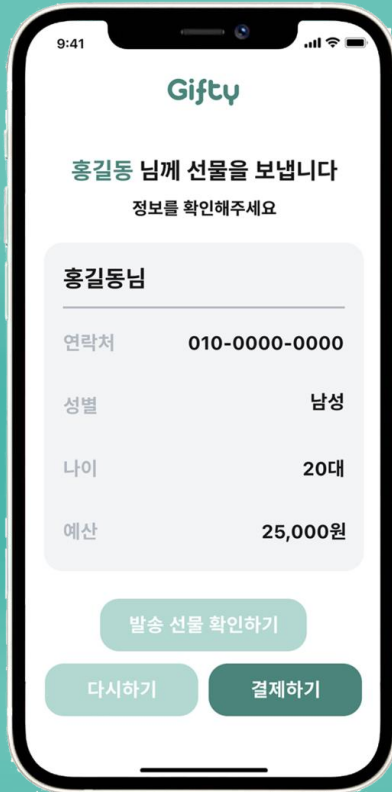 9:41
Gifty
홍길동 님께 선물을 보냅니다
정보를 확인해주세요
홍길동님
연락처 010-0000-0000
성별 남성
나이 20대
예산 25,000원
발송 선물 확인하기
다시하기 결제하기